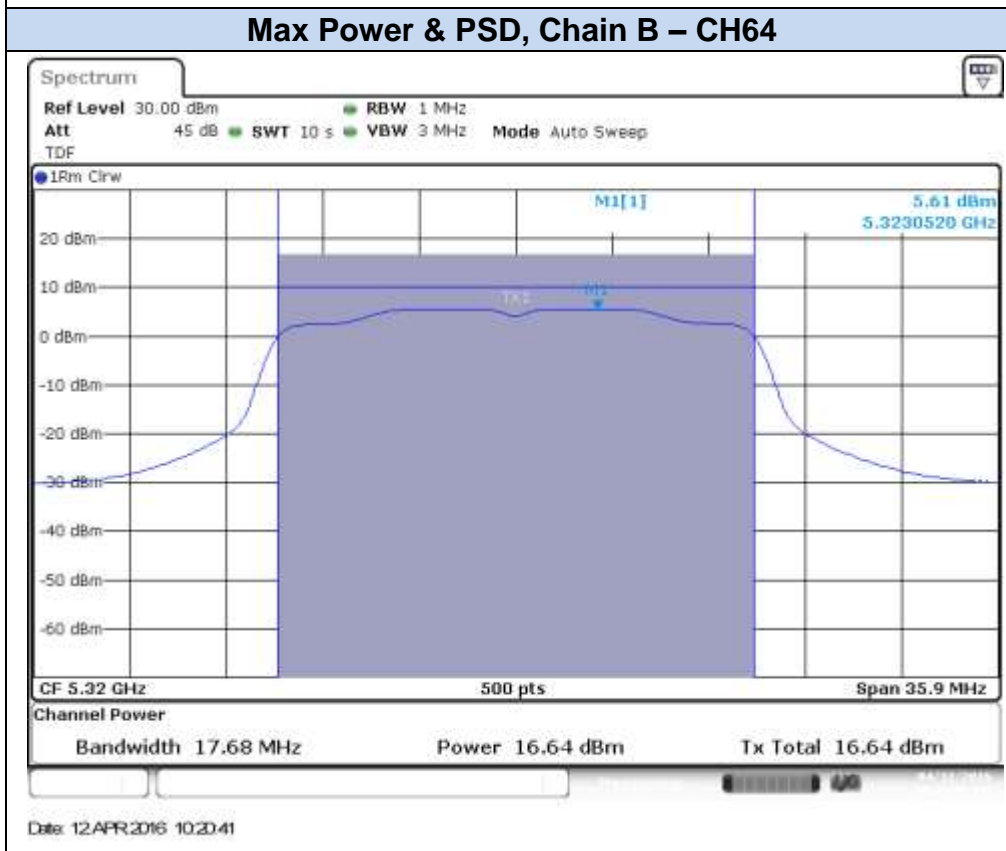 Max Power & PSD, Chain B – CH64
Spectrum
Ref Level 30.00 dBm RBW 1 MHz
Att 45 dB SWT 10 s VBW 3 MHz Mode Auto Sweep
TDF
1Rm Clrw
M1[1] 5.61 dBm
5.3230520 GHz
20 dBm
10 dBm
Tx1 M1
0 dBm
-10 dBm
-20 dBm
-30 dBm
-40 dBm
-50 dBm
-60 dBm
CF 5.32 GHz 500 pts Span 35.9 MHz
Channel Power
Bandwidth 17.68 MHz Power 16.64 dBm Tx Total 16.64 dBm
Date: 12.APR.2016 10:20:41